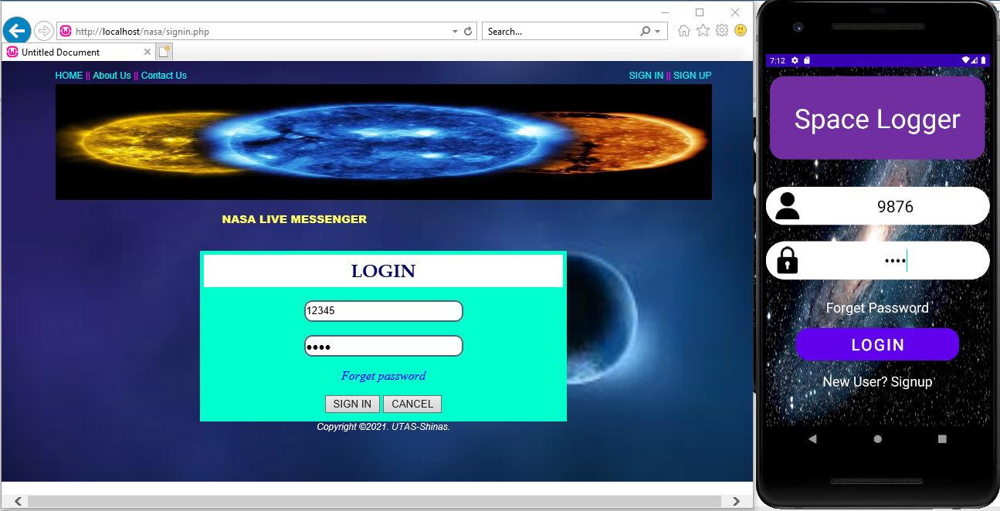 http://localhost/nasa/signin.php
Search...
Untitled Document
HOME || About Us || Contact Us
SIGN IN || SIGN UP
NASA LIVE MESSENGER
LOGIN
12345
••••
Forget password
SIGN IN
CANCEL
Copyright ©2021. UTAS-Shinas.
7:12
Space Logger
9876
••••
Forget Password
LOGIN
New User? Signup